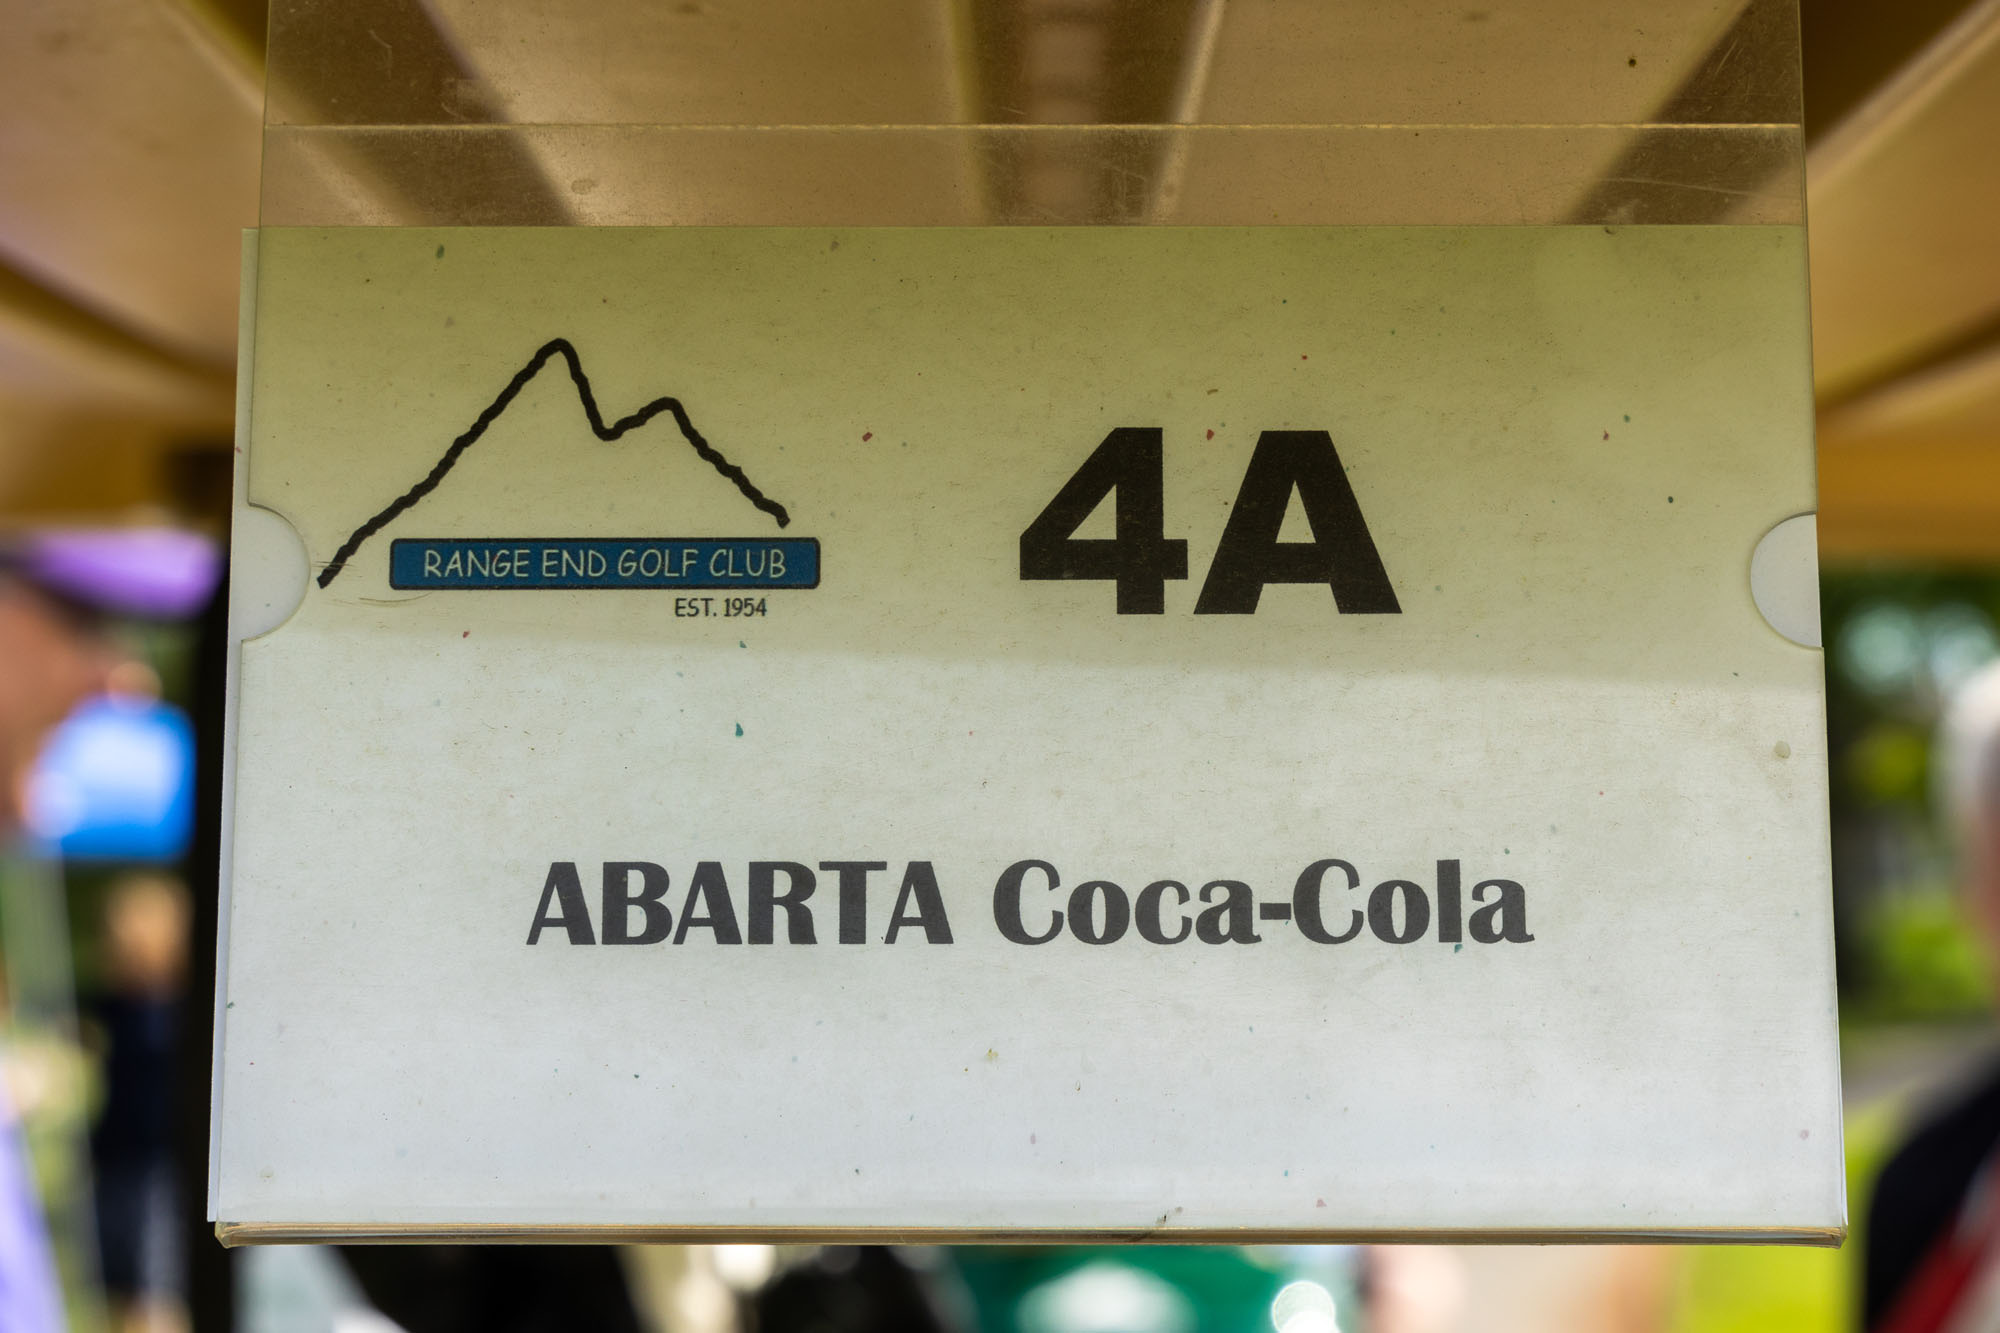 4A
RANGE END GOLF CLUB
EST. 1954
ABARTA Coca-Cola